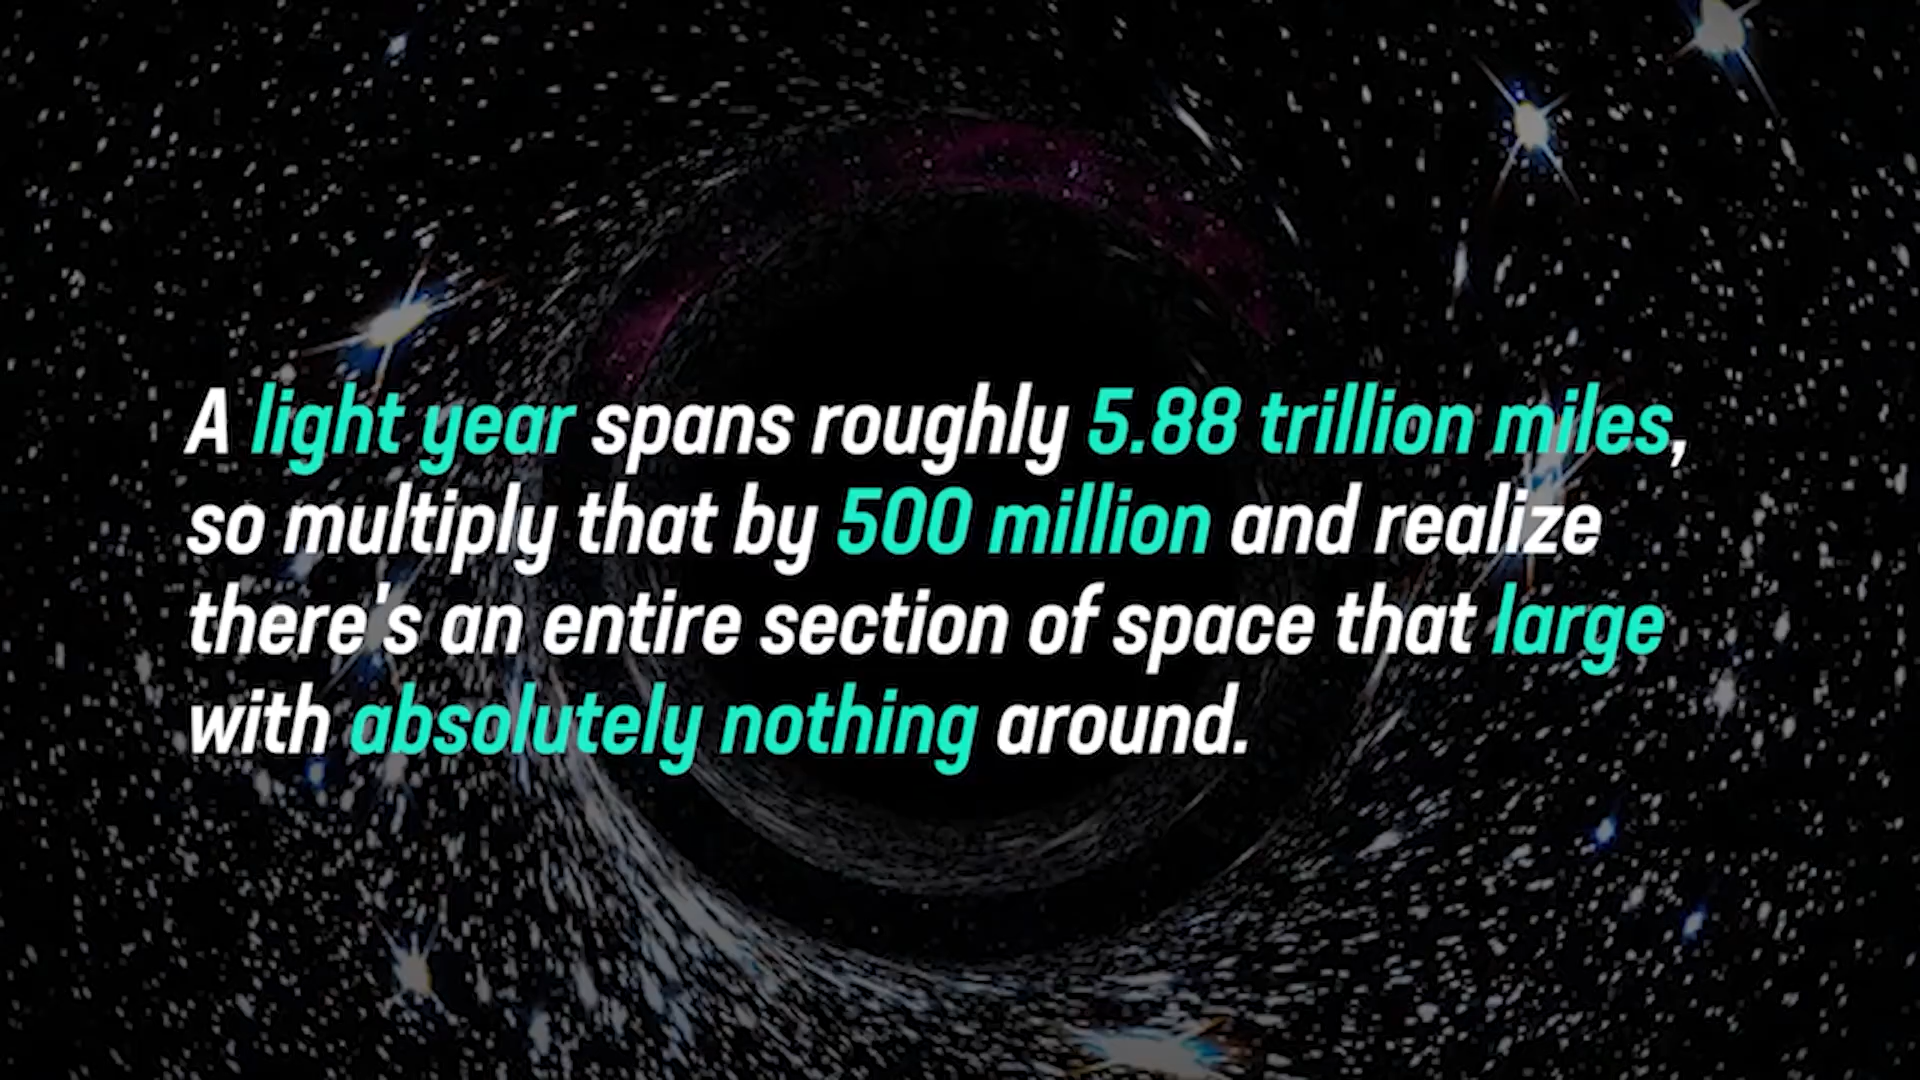 A light year spans roughly 5.88 trillion miles,
so multiply that by 500 million and realize
there's an entire section of space that large
with absolutely nothing around.